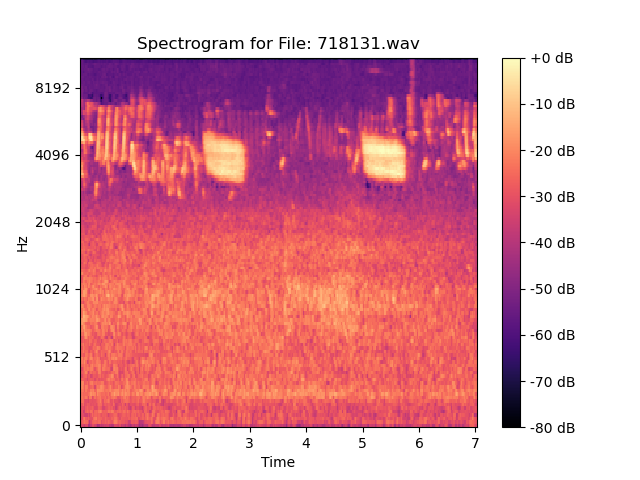 Spectrogram for File: 718131.wav
8192
4096
2048
1024
512
0
Hz
0 1 2 3 4 5 6 7
Time
+0 dB
-10 dB
-20 dB
-30 dB
-40 dB
-50 dB
-60 dB
-70 dB
-80 dB